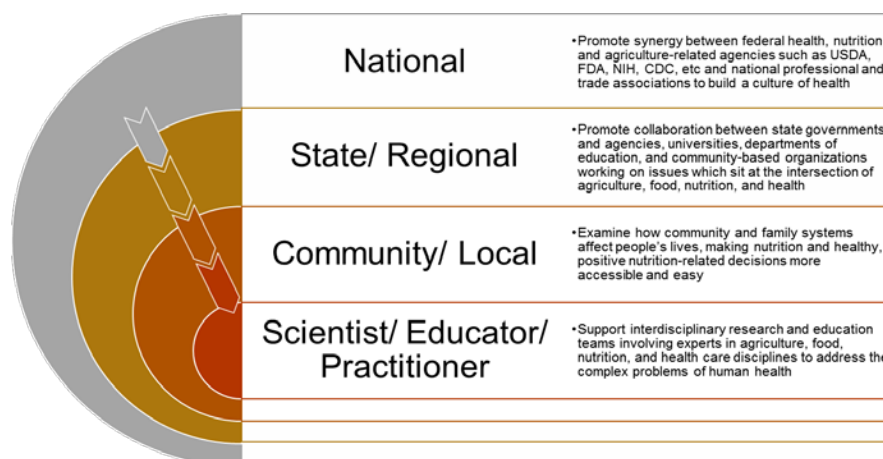 National
•Promote synergy between federal health, nutrition
and agriculture-related agencies such as USDA,
FDA, NIH, CDC, etc and national professional and
trade associations to build a culture of health
State/ Regional
•Promote collaboration between state governments
and agencies, universities, departments of
education, and community-based organizations
working on issues which sit at the intersection of
agriculture, food, nutrition, and health
Community/ Local
•Examine how community and family systems
affect people's lives, making nutrition and healthy,
positive nutrition-related decisions more
accessible and easy
Scientist/ Educator/
Practitioner
•Support interdisciplinary research and education
teams involving experts in agriculture, food,
nutrition, and health care disciplines to address the
complex problems of human health